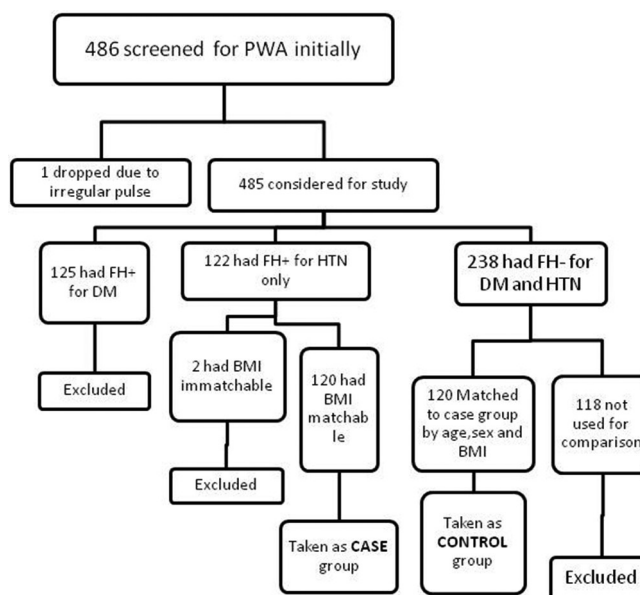 486 screened for PWA initially
1 dropped due to
irregular pulse
485 considered for study
125 had FH+
for DM
122 had FH+ for HTN
only
238 had FH- for
DM and HTN
Excluded
2 had BMI
immatchable
120 had
BMI
matchab
le
120 Matched
to case group
by age,sex and
BMI
118 not
used for
comparison
Excluded
Taken as CASE
group
Taken as
CONTROL
group
Excluded